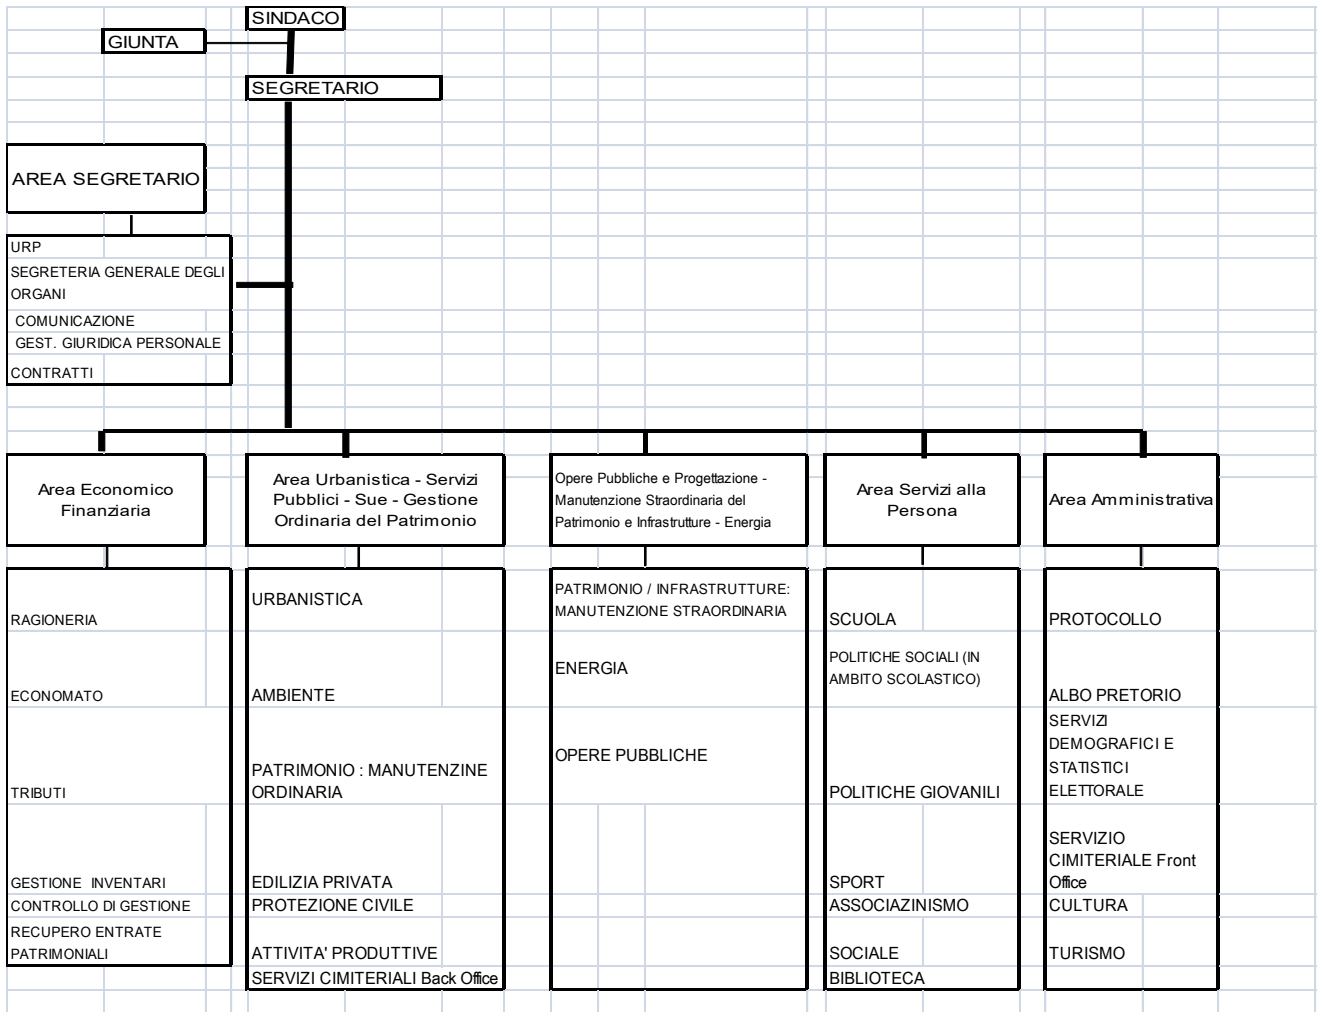 SINDACO
GIUNTA
SEGRETARIO
AREA SEGRETARIO
URP
SEGRETERIA GENERALE DEGLI
ORGANI
COMUNICAZIONE
GEST. GIURIDICA PERSONALE
CONTRATTI
Area Economico
Finanziaria
Area Urbanistica - Servizi
Pubblici - Sue - Gestione
Ordinaria del Patrimonio
Opere Pubbliche e Progettazione -
Manutenzione Straordinaria del
Patrimonio e Infrastrutture - Energia
Area Servizi alla
Persona
Area Amministrativa
RAGIONERIA
ECONOMATO
TRIBUTI
GESTIONE INVENTARI
CONTROLLO DI GESTIONE
RECUPERO ENTRATE
PATRIMONIALI
URBANISTICA
AMBIENTE
PATRIMONIO : MANUTENZINE
ORDINARIA
EDILIZIA PRIVATA
PROTEZIONE CIVILE
ATTIVITA' PRODUTTIVE
SERVIZI CIMITERIALI Back Office
PATRIMONIO / INFRASTRUTTURE:
MANUTENZIONE STRAORDINARIA
ENERGIA
OPERE PUBBLICHE
SCUOLA
POLITICHE SOCIALI (IN
AMBITO SCOLASTICO)
POLITICHE GIOVANILI
SPORT
ASSOCIAZINISMO
SOCIALE
BIBLIOTECA
PROTOCOLLO
ALBO PRETORIO
SERVIZI
DEMOGRAFICI E
STATISTICI
ELETTORALE
SERVIZIO
CIMITERIALE Front
Office
CULTURA
TURISMO